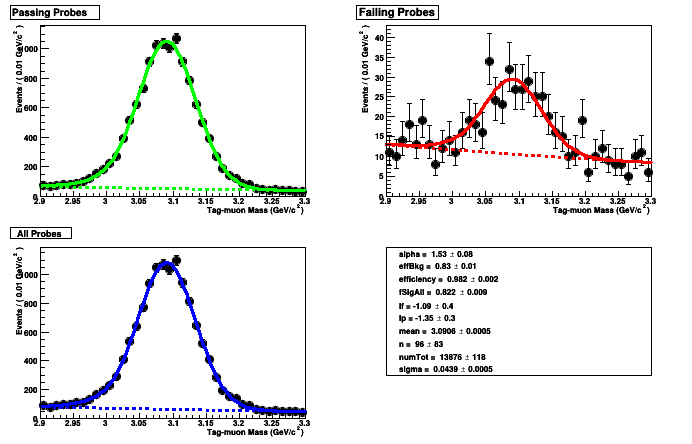 Passing Probes
Events / ( 0.01 GeV/c² )
1000
800
600
400
200
0
2.9 2.95 3 3.05 3.1 3.15 3.2 3.25 3.3
Tag-muon Mass (GeV/c²)
Failing Probes
Events / ( 0.01 GeV/c² )
40
35
30
25
20
15
10
5
0
2.9 2.95 3 3.05 3.1 3.15 3.2 3.25 3.3
Tag-muon Mass (GeV/c²)
All Probes
Events / ( 0.01 GeV/c² )
1000
800
600
400
200
0
2.9 2.95 3 3.05 3.1 3.15 3.2 3.25 3.3
Tag-muon Mass (GeV/c²)
alpha = 1.53 ± 0.08
effBkg = 0.83 ± 0.01
efficiency = 0.982 ± 0.002
fSigAll = 0.822 ± 0.009
lf = -1.09 ± 0.4
lp = -1.35 ± 0.3
mean = 3.0906 ± 0.0005
n = 96 ± 83
numTot = 13876 ± 118
sigma = 0.0439 ± 0.0005